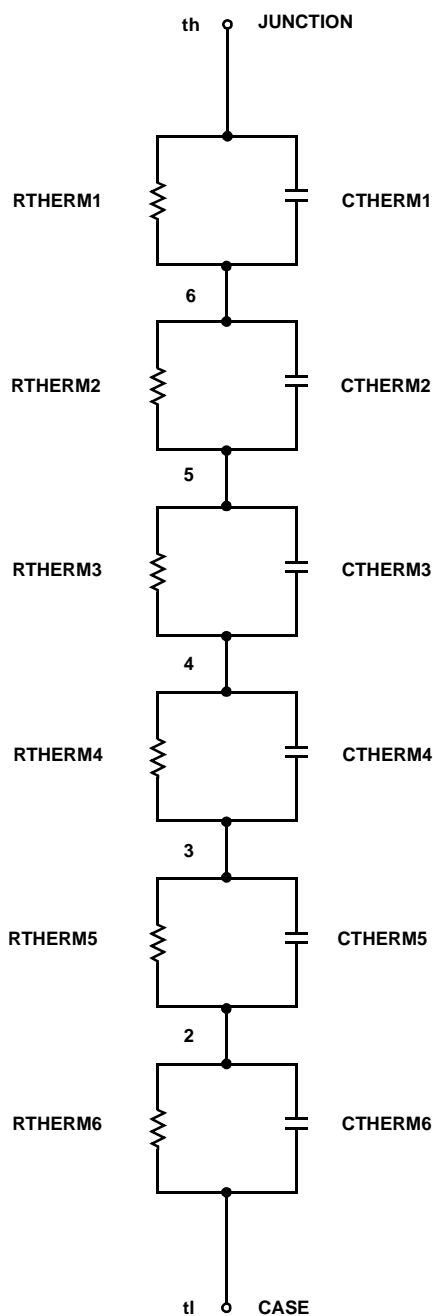 th JUNCTION
RTHERM1 CTHERM1
6
RTHERM2 CTHERM2
5
RTHERM3 CTHERM3
4
RTHERM4 CTHERM4
3
RTHERM5 CTHERM5
2
RTHERM6 CTHERM6
tl CASE